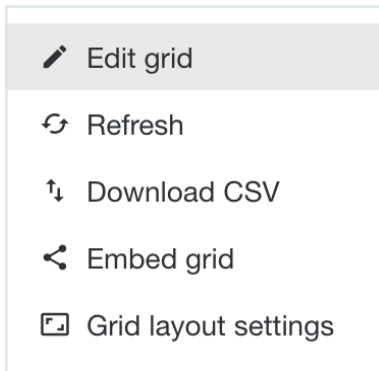 Edit grid
Refresh
Download CSV
Embed grid
Grid layout settings